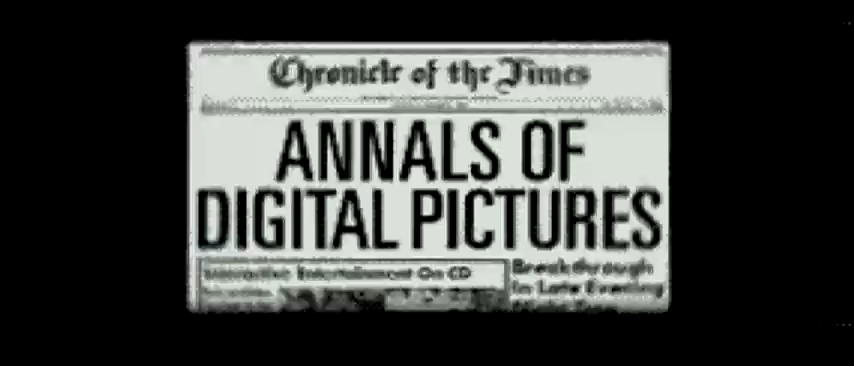 Chronicle of the Times
ANNALS OF
DIGITAL PICTURES
Interactive Entertainment On CD
Breakthrough
In Late Evening